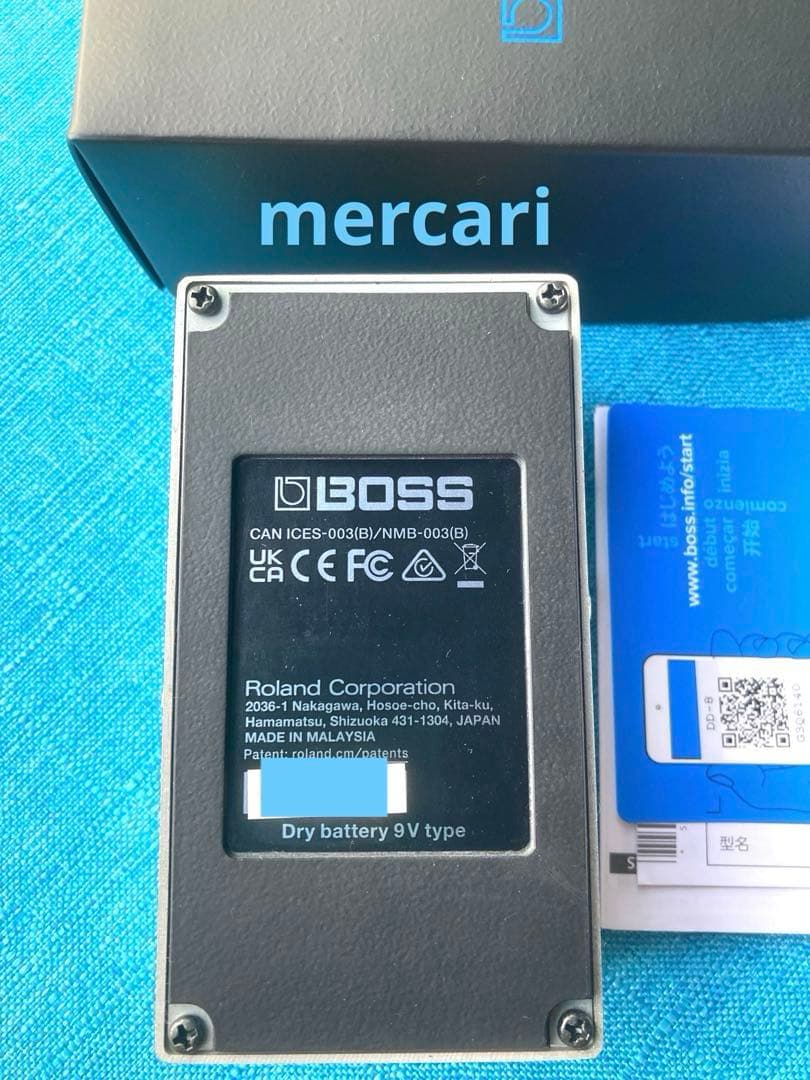 mercari
BOSS
CAN ICES-003(B)/NMB-003(B)
UK
CA CE FC
Roland Corporation
2036-1 Nakagawa, Hosoe-cho, Kita-ku,
Hamamatsu, Shizuoka 431-1304, JAPAN
MADE IN MALAYSIA
Patent: roland.cm/patents
Dry battery 9V type
start
はじめよう
www.boss.info/start
début
começar
开始
inizia
comienzo
DD-8
G306140
S
型名